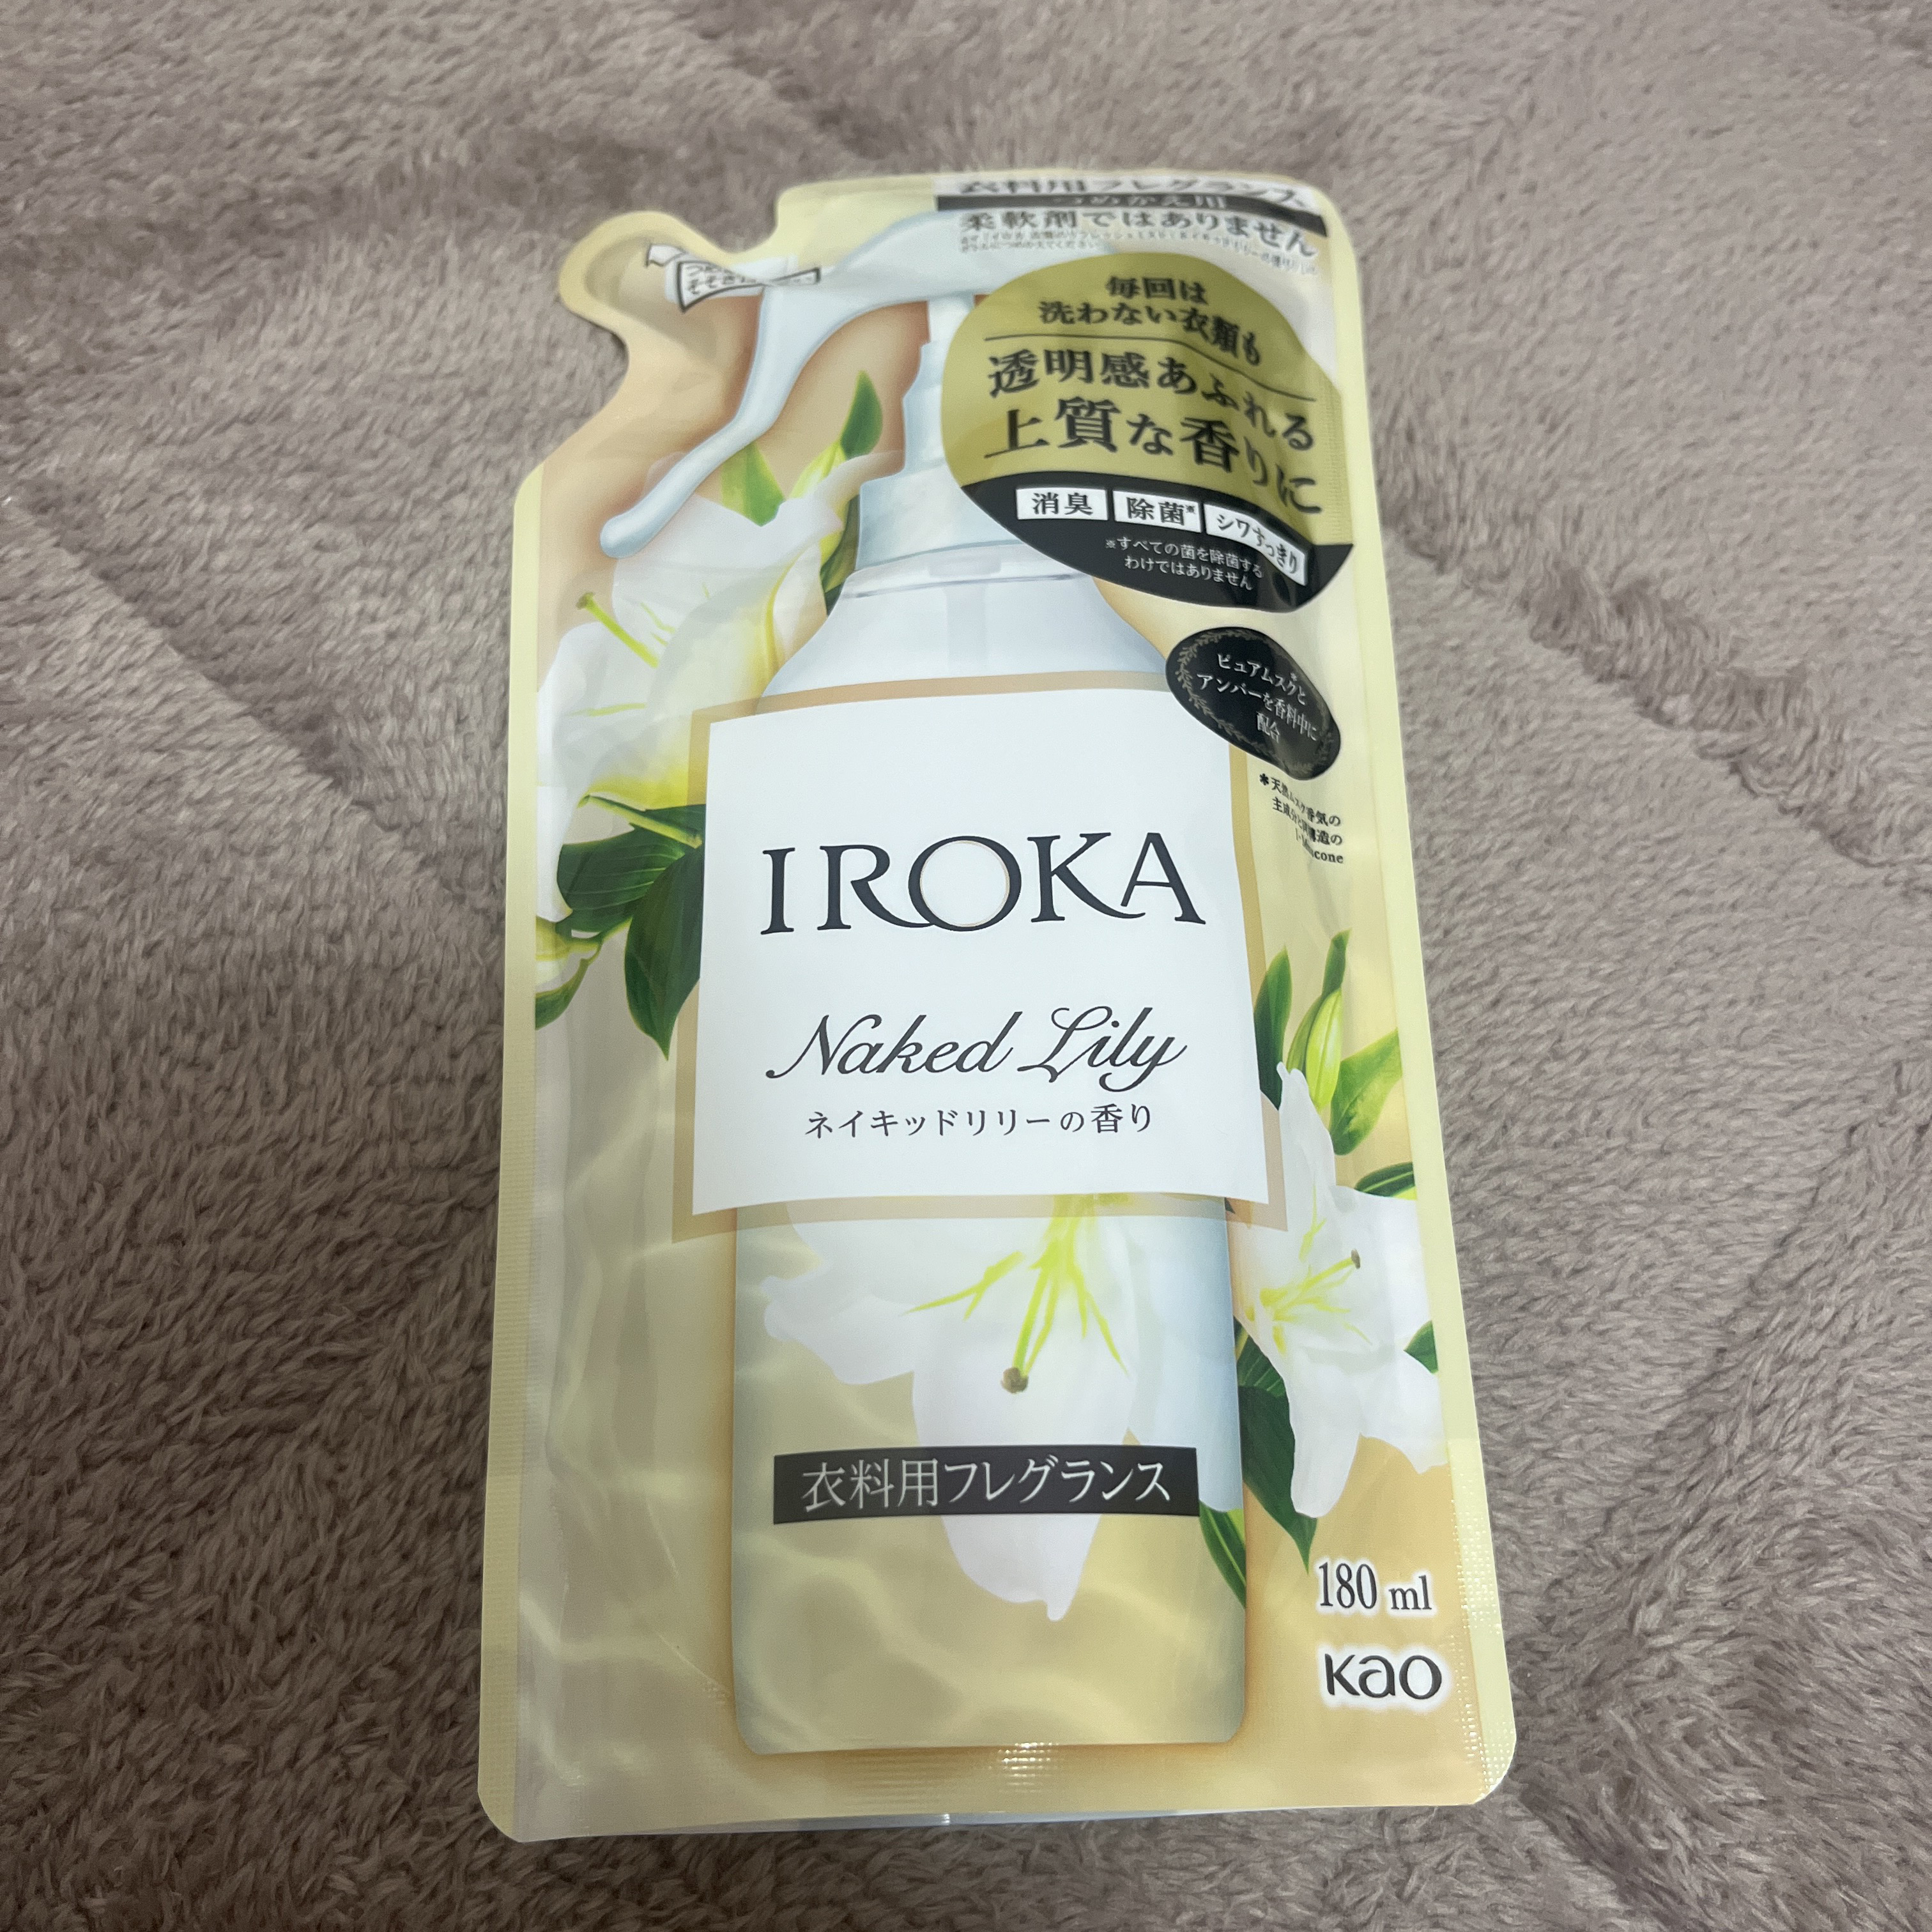 衣料用フレグランス
つめかえ用
柔軟剤ではありません
毎回は
洗わない衣類も
透明感あふれる
上質な香りに
消臭 除菌※ シワすっきり
※すべての菌を除菌する
わけではありません
ピュアムスク*と
アンバーを香料中に
配合
IROKA
Naked Lily
ネイキッドリリーの香り
衣料用フレグランス
180 ml
Kao